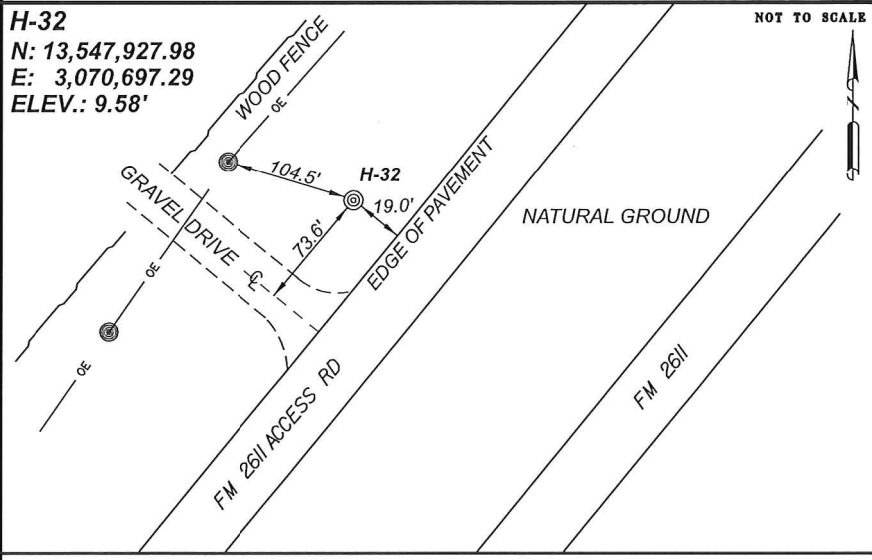 H-32
N: 13,547,927.98
E: 3,070,697.29
ELEV.: 9.58'
NOT TO SCALE
WOOD FENCE
OE
104.5'
H-32
19.0'
GRAVEL DRIVE
CL
73.6'
EDGE OF PAVEMENT
NATURAL GROUND
OE
OE
FM 2611 ACCESS RD
FM 2611